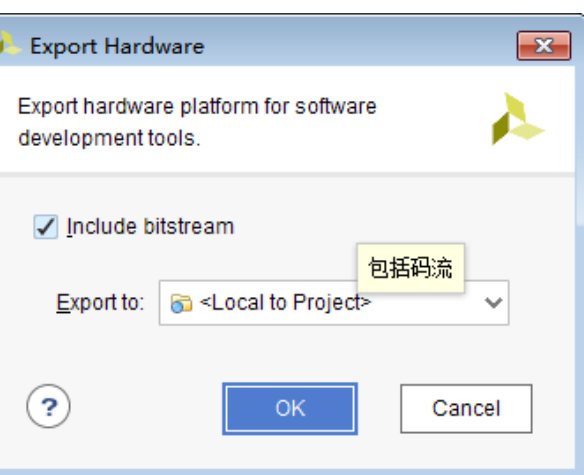 Export Hardware
Export hardware platform for software
development tools.
Include bitstream
包括码流
Export to: <Local to Project>
?
OK Cancel